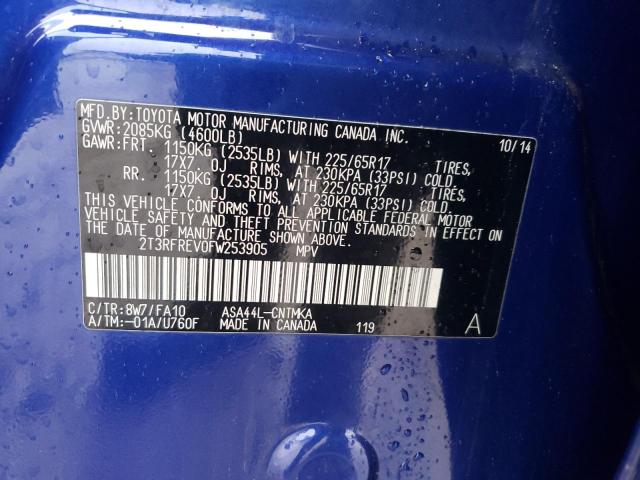 MFD.BY:TOYOTA MOTOR MANUFACTURING CANADA INC. 10/14
GVWR: 2085KG (4600LB)
GAWR:FRT. 1150KG (2535LB) WITH 225/65R17 TIRES,
17X7 0J RIMS, AT 230KPA (33PSI) COLD
RR. 1150KG (2535LB) WITH 225/65R17 TIRES,
17X7 0J RIMS, AT 230KPA (33PSI) COLD
THIS VEHICLE CONFORMS TO ALL APPLICABLE FEDERAL MOTOR
VEHICLE SAFETY AND THEFT PREVENTION STANDARDS IN EFFECT ON
THE DATE OF MANUFACTURE SHOWN ABOVE.
2T3RFREV0FW253905 MPV
C/TR:8W7/FA10 ASA44L-CNTMKA
A/TM:-01A/U760F MADE IN CANADA 119 A